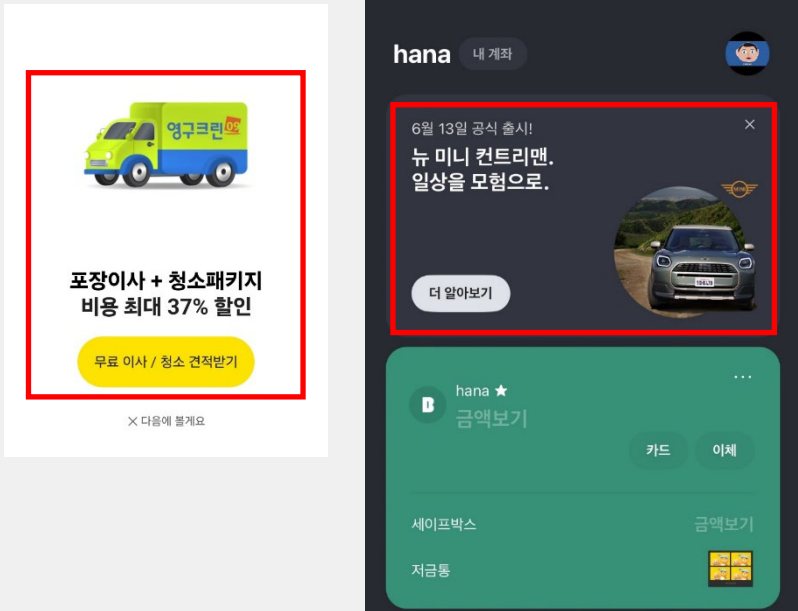 영구크린 09
포장이사 + 청소패키지
비용 최대 37% 할인
무료 이사 / 청소 견적받기
× 다음에 볼게요
hana
내 계좌
6월 13일 공식 출시!
×
뉴 미니 컨트리맨.
일상을 모험으로.
MINI
더 알아보기
...
hana ★
금액보기
카드
이체
세이프박스
금액보기
저금통